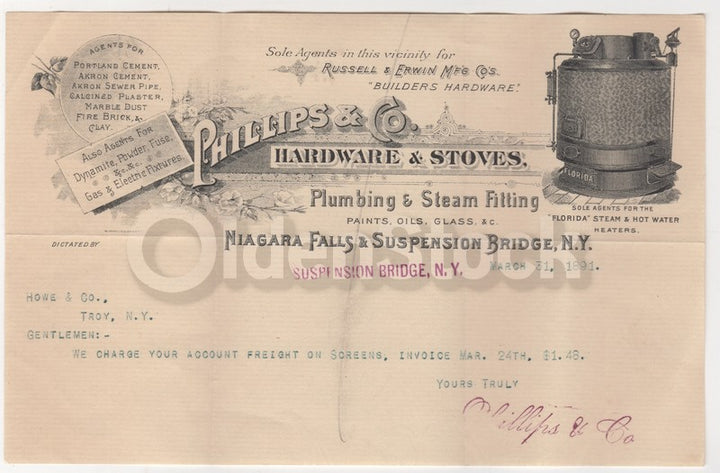 AGENTS FOR
PORTLAND CEMENT,
AKRON CEMENT,
AKRON SEWER PIPE,
CALCINED PLASTER,
MARBLE DUST
FIRE BRICK, &
CLAY.
Also Agents For
Dynamite, Powder, Fuse,
&c. &c.
Gas & Electric Fixtures.
Sole Agents in this vicinity for
RUSSELL & ERWIN MF'G CO'S.
"BUILDERS HARDWARE."
PHILLIPS & CO.
HARDWARE & STOVES,
Plumbing & Steam Fitting
PAINTS, OILS, GLASS, &C.
NIAGARA FALLS & SUSPENSION BRIDGE, N.Y.
FLORIDA
SOLE AGENTS FOR THE
"FLORIDA" STEAM & HOT WATER
HEATERS.
DICTATED BY
SUSPENSION BRIDGE, N.Y.
MARCH 31, 1891.
HOWE & CO.,
TROY, N.Y.
GENTLEMEN:-
WE CHARGE YOUR ACCOUNT FREIGHT ON SCREENS, INVOICE MAR. 24TH, $1.48.
YOURS TRULY
Phillips & Co
Oldenstock